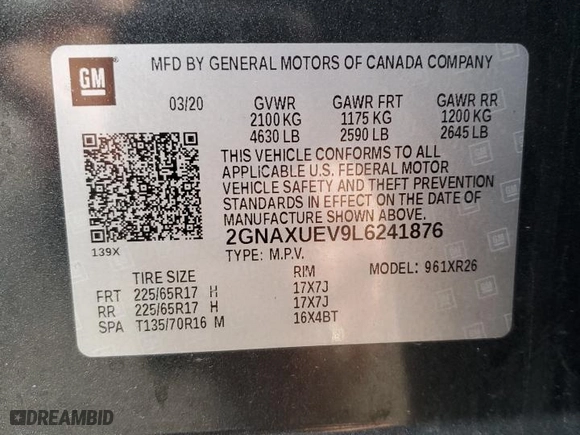 GM
MFD BY GENERAL MOTORS OF CANADA COMPANY
03/20 GVWR GAWR FRT GAWR RR
2100 KG 1175 KG 1200 KG
4630 LB 2590 LB 2645 LB
THIS VEHICLE CONFORMS TO ALL
APPLICABLE U.S. FEDERAL MOTOR
VEHICLE SAFETY AND THEFT PREVENTION
STANDARDS IN EFFECT ON THE DATE OF
MANUFACTURE SHOWN ABOVE.
139X 2GNAXUEV9L6241876
TYPE: M.P.V. MODEL: 961XR26
TIRE SIZE RIM
FRT 225/65R17 H 17X7J
RR 225/65R17 H 17X7J
SPA T135/70R16 M 16X4BT
DREAMBID